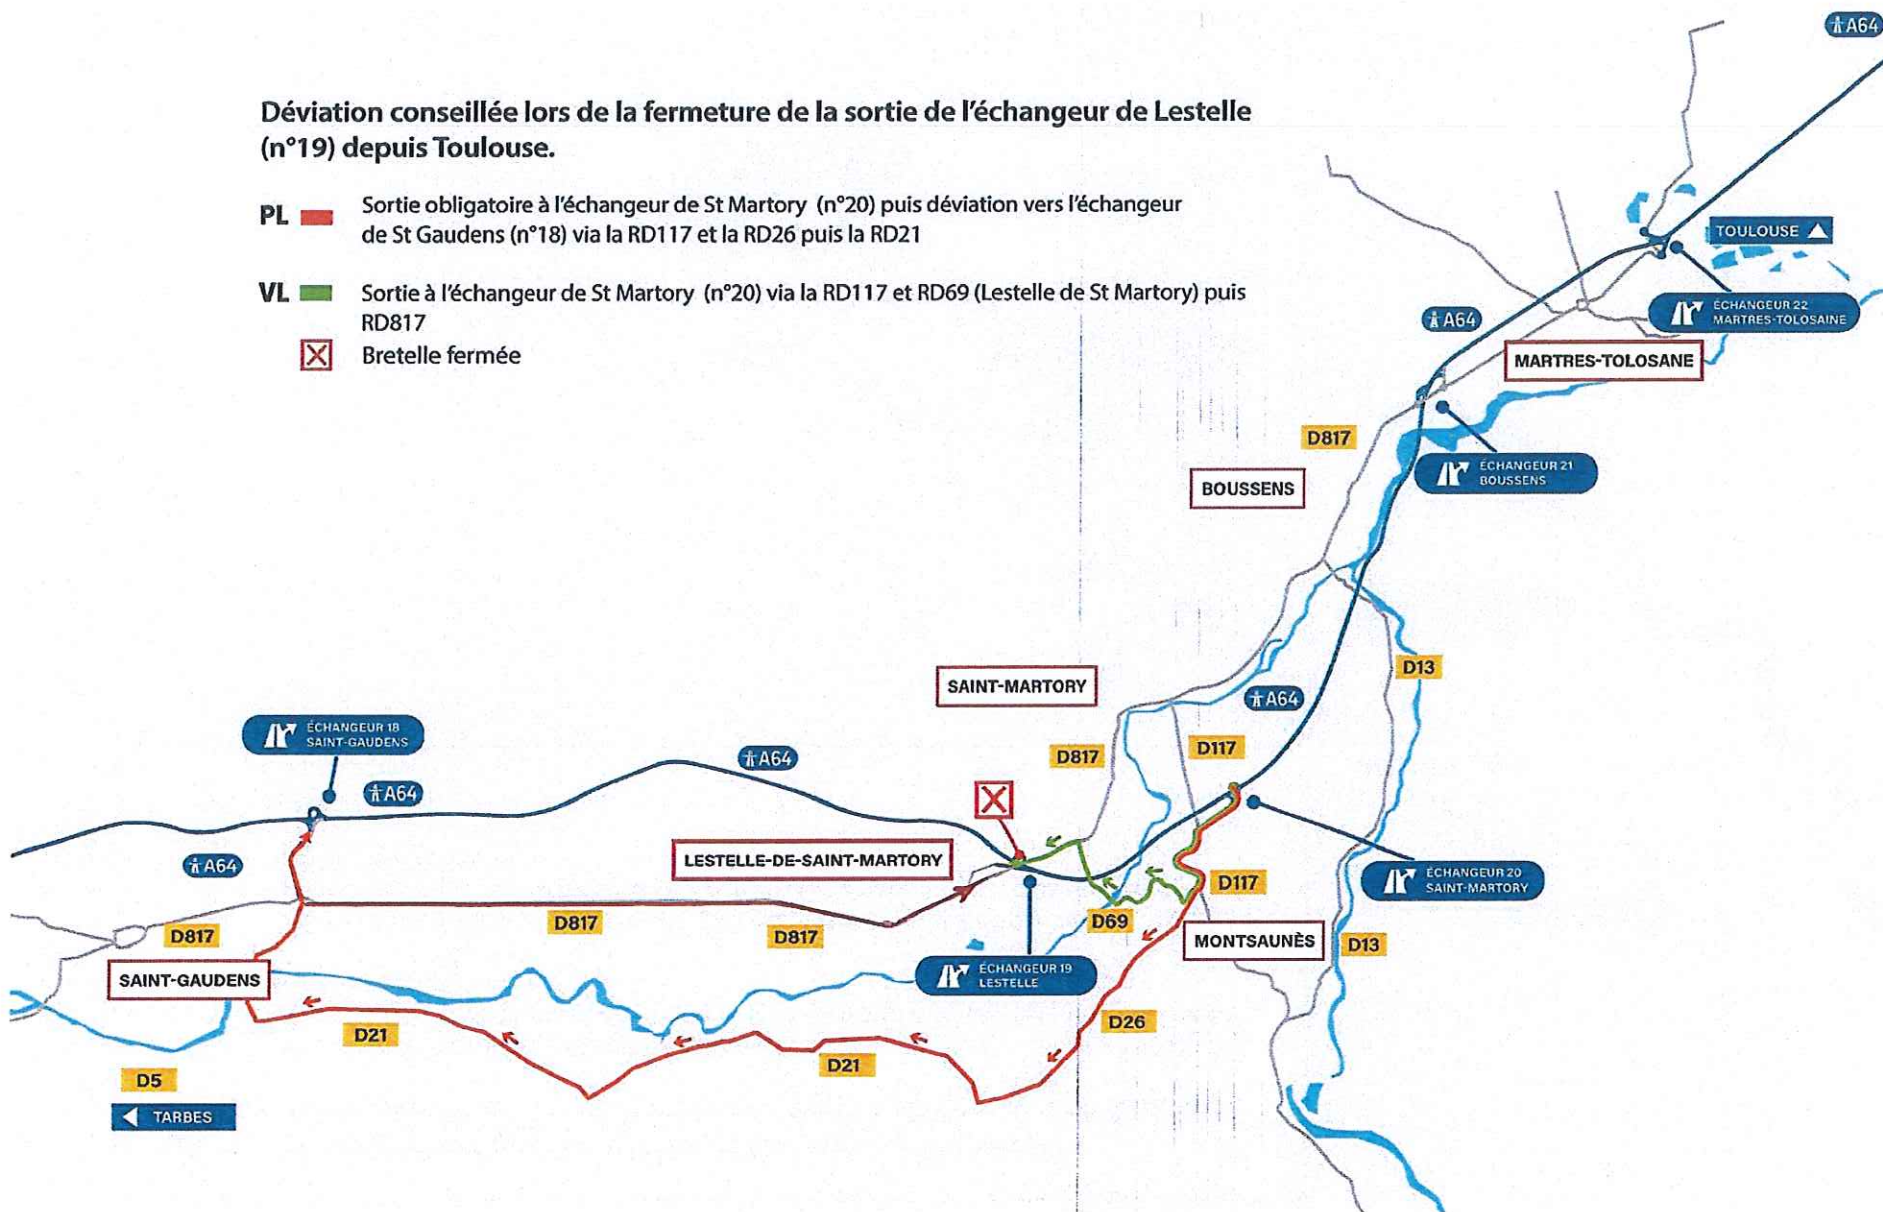 A64
Déviation conseillée lors de la fermeture de la sortie de l'échangeur de Lestelle
(n°19) depuis Toulouse.
PL Sortie obligatoire à l'échangeur de St Martory (n°20) puis déviation vers l'échangeur
de St Gaudens (n°18) via la RD117 et la RD26 puis la RD21
VL Sortie à l'échangeur de St Martory (n°20) via la RD117 et RD69 (Lestelle de St Martory) puis
RD817
Bretelle fermée
TOULOUSE
ÉCHANGEUR 22
MARTRES-TOLOSAINE
A64
MARTRES-TOLOSANE
D817
ÉCHANGEUR 21
BOUSSENS
BOUSSENS
D13
SAINT-MARTORY
A64
ÉCHANGEUR 18
SAINT-GAUDENS
A64
D817
D117
A64
A64
LESTELLE-DE-SAINT-MARTORY
D117
ÉCHANGEUR 20
SAINT-MARTORY
D817
D817
D817
D69
MONTSAUNÈS
D13
SAINT-GAUDENS
ÉCHANGEUR 19
LESTELLE
D21
D21
D26
D5
TARBES